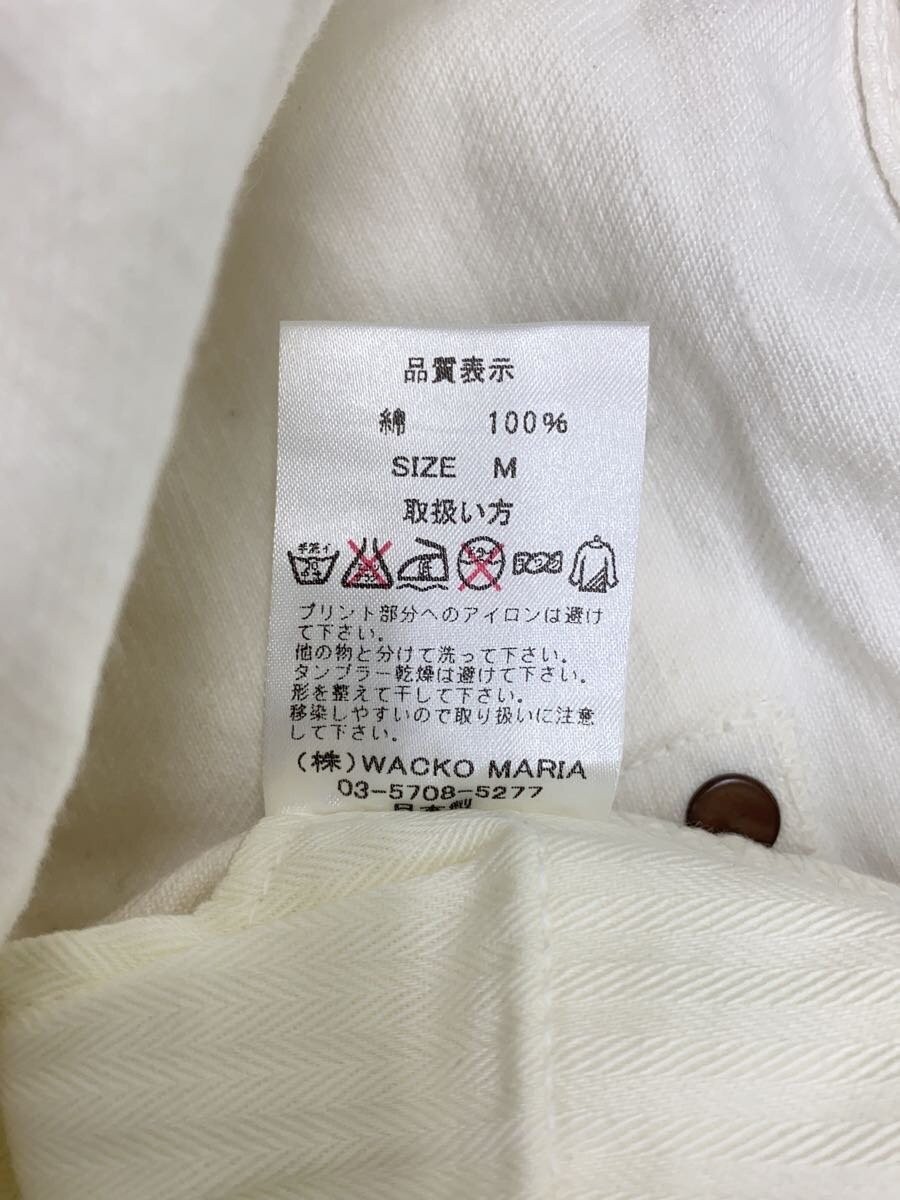 品質表示
綿 100%
SIZE M
取扱い方
プリント部分へのアイロンは避け
て下さい。
他の物と分けて洗って下さい。
タンブラー乾燥は避けて下さい。
形を整えて干して下さい。
移染しやすいので取り扱いに注意
して下さい。
(株)WACKO MARIA
03-5708-5277
日本製